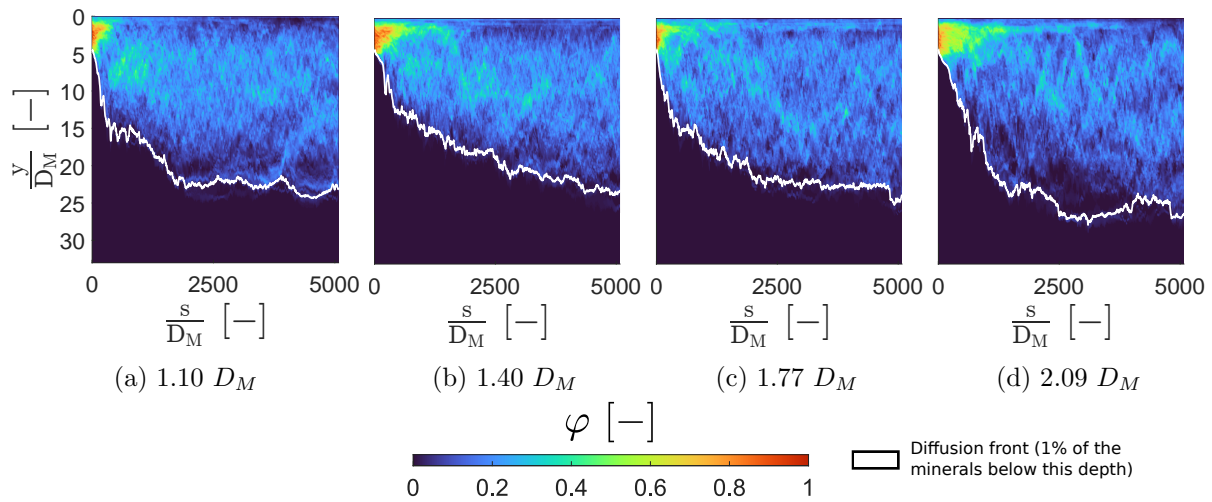 0
5
10
15
20
25
30
y/D_M [−]
0 2500 5000
0 2500 5000
0 2500 5000
0 2500 5000
s/D_M [−]
s/D_M [−]
s/D_M [−]
s/D_M [−]
(a) 1.10 D_M
(b) 1.40 D_M
(c) 1.77 D_M
(d) 2.09 D_M
φ [−]
0 0.2 0.4 0.6 0.8 1
Diffusion front (1% of the
minerals below this depth)